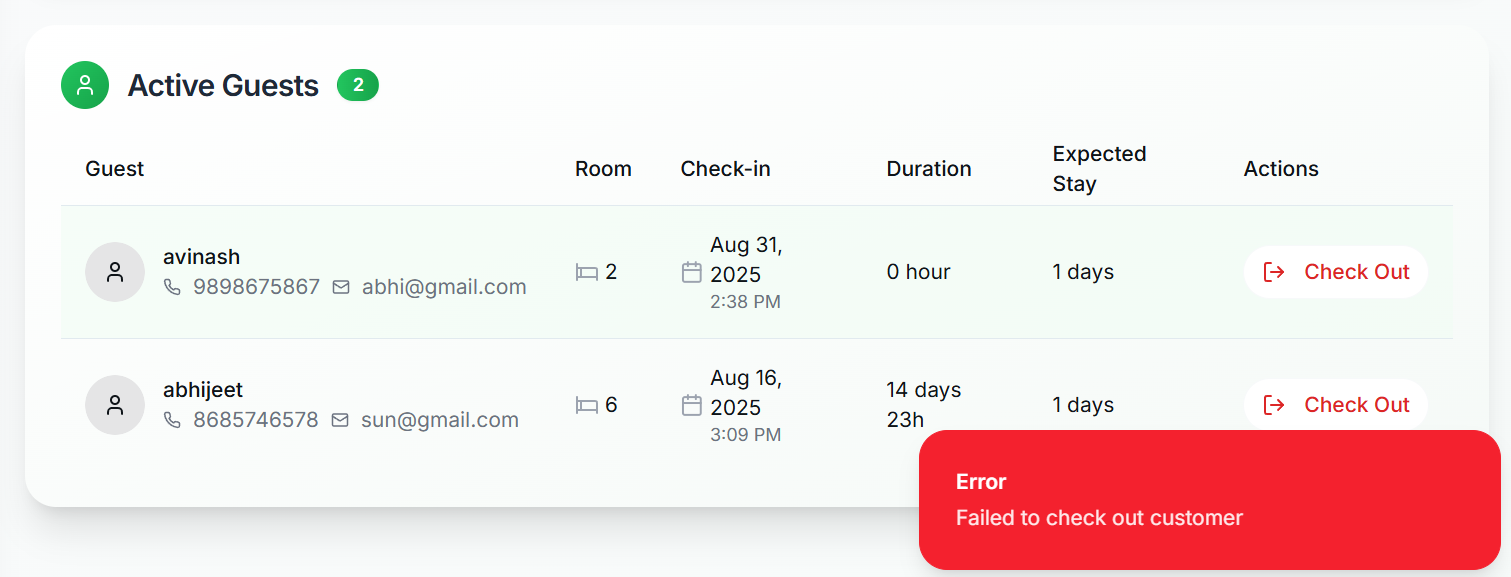 Active Guests 2
Guest Room Check-in Duration Expected Stay Actions
avinash
9898675867 abhi@gmail.com
2
Aug 31,
2025
2:38 PM
0 hour
1 days
Check Out
abhijeet
8685746578 sun@gmail.com
6
Aug 16,
2025
3:09 PM
14 days
23h
1 days
Check Out
Error
Failed to check out customer